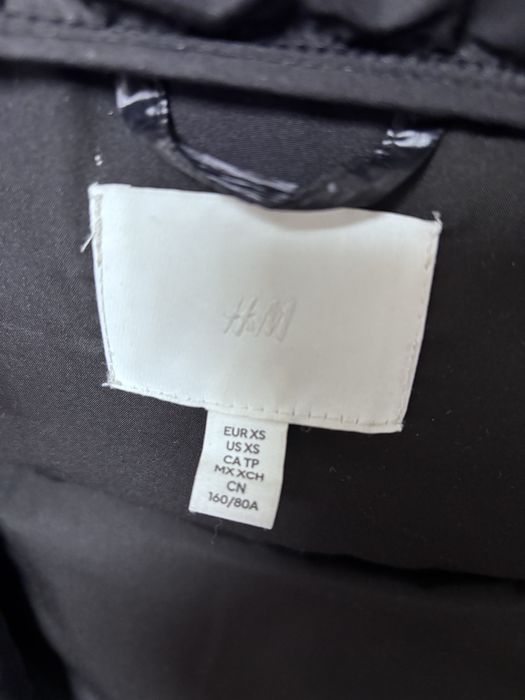 H&M
EUR XS
US XS
CA TP
MX XCH
CN
160/80A